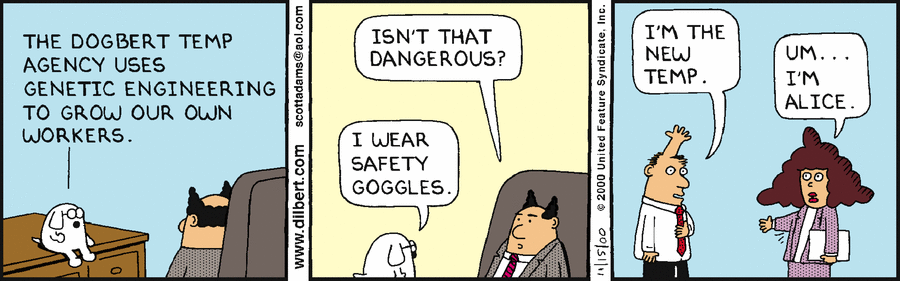 THE DOGBERT TEMP
AGENCY USES
GENETIC ENGINEERING
TO GROW OUR OWN
WORKERS.
www.dilbert.com scottadams@aol.com
ISN'T THAT
DANGEROUS?
I WEAR
SAFETY
GOGGLES.
11/15/00 © 2000 United Feature Syndicate, Inc.
I'M THE
NEW
TEMP.
UM...
I'M
ALICE.